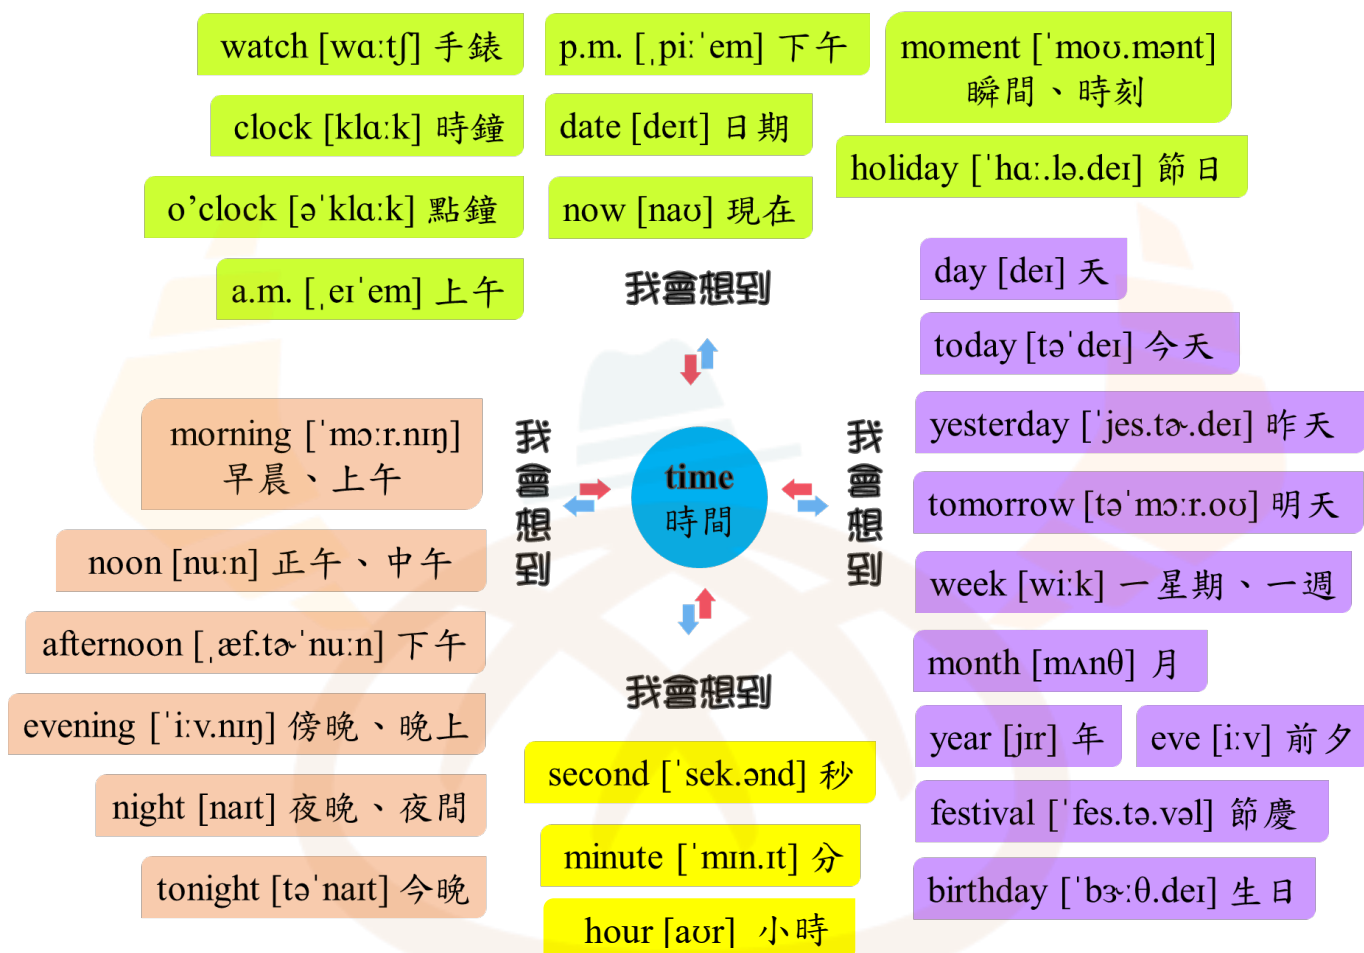 watch [wɑːtʃ] 手錶
clock [klɑːk] 時鐘
o’clock [əˈklɑːk] 點鐘
a.m. [ˌeɪˈem] 上午
p.m. [ˌpiːˈem] 下午
date [deɪt] 日期
now [naʊ] 現在
moment [ˈmoʊ.mənt]
瞬間、時刻
holiday [ˈhɑː.lə.deɪ] 節日
我會想到
day [deɪ] 天
today [təˈdeɪ] 今天
yesterday [ˈjes.tɚ.deɪ] 昨天
tomorrow [təˈmɔːr.oʊ] 明天
week [wiːk] 一星期、一週
month [mʌnθ] 月
year [jɪr] 年
eve [iːv] 前夕
festival [ˈfes.tə.vəl] 節慶
birthday [ˈbɝːθ.deɪ] 生日
我會想到
time
時間
我會想到
morning [ˈmɔːr.nɪŋ]
早晨、上午
noon [nuːn] 正午、中午
afternoon [ˌæf.tɚˈnuːn] 下午
evening [ˈiːv.nɪŋ] 傍晚、晚上
night [naɪt] 夜晚、夜間
tonight [təˈnaɪt] 今晚
我會想到
second [ˈsek.ənd] 秒
minute [ˈmɪn.ɪt] 分
hour [aʊr] 小時